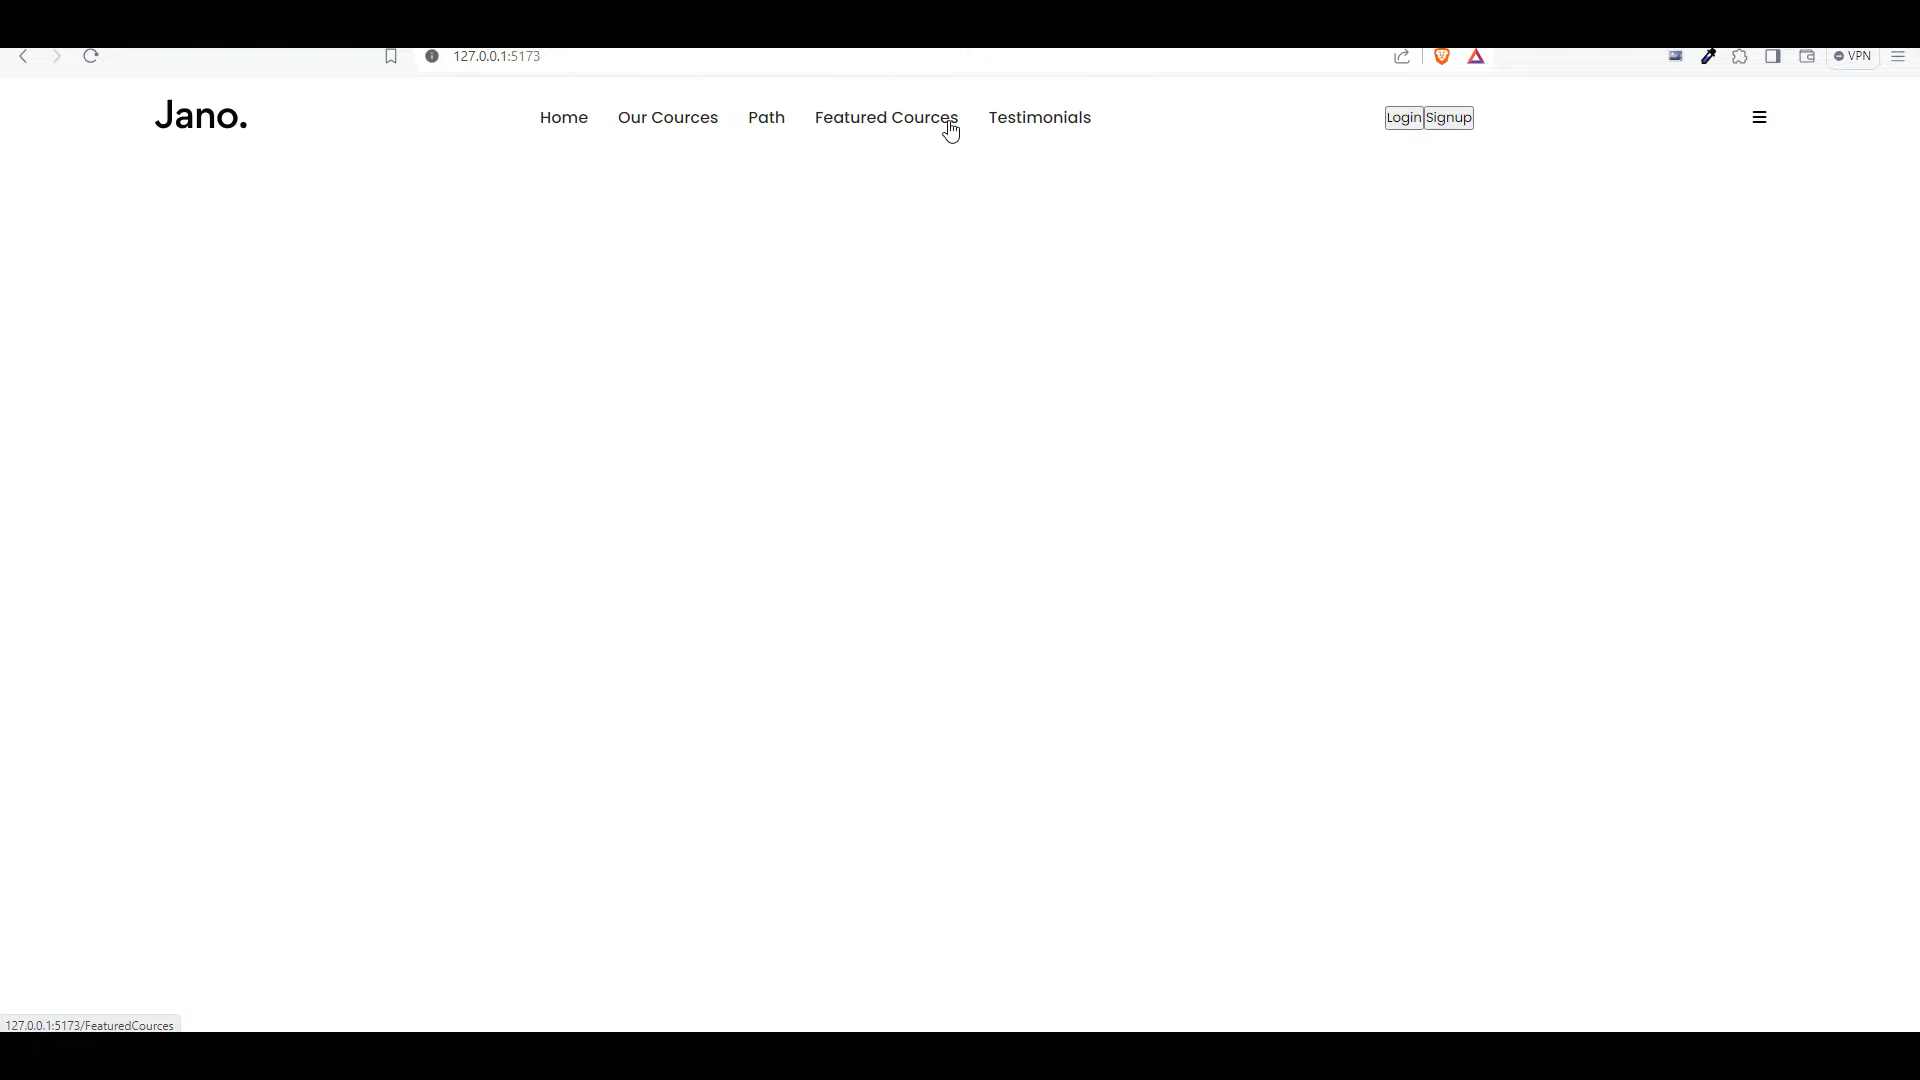 127.0.0.1:5173
VPN
Jano.
Home Our Cources Path Featured Cources Testimonials
Login Signup
127.0.0.1:5173/FeaturedCources